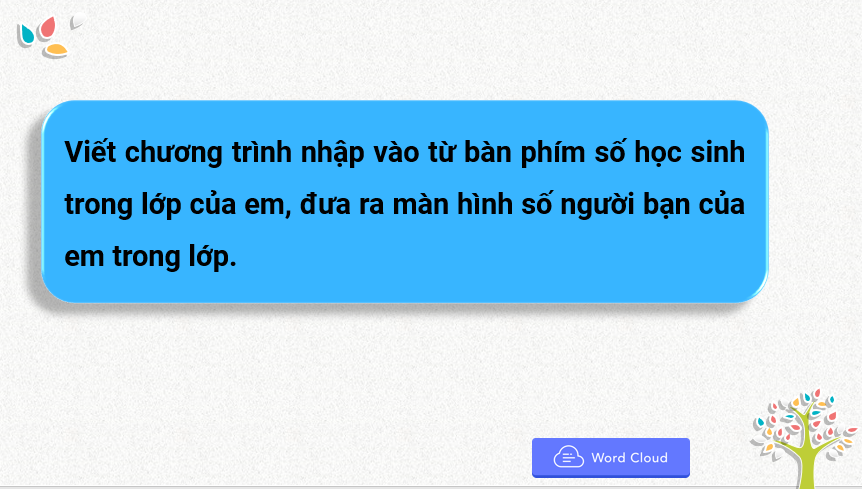 Viết chương trình nhập vào từ bàn phím số học sinh
trong lớp của em, đưa ra màn hình số người bạn của
em trong lớp.
Word Cloud